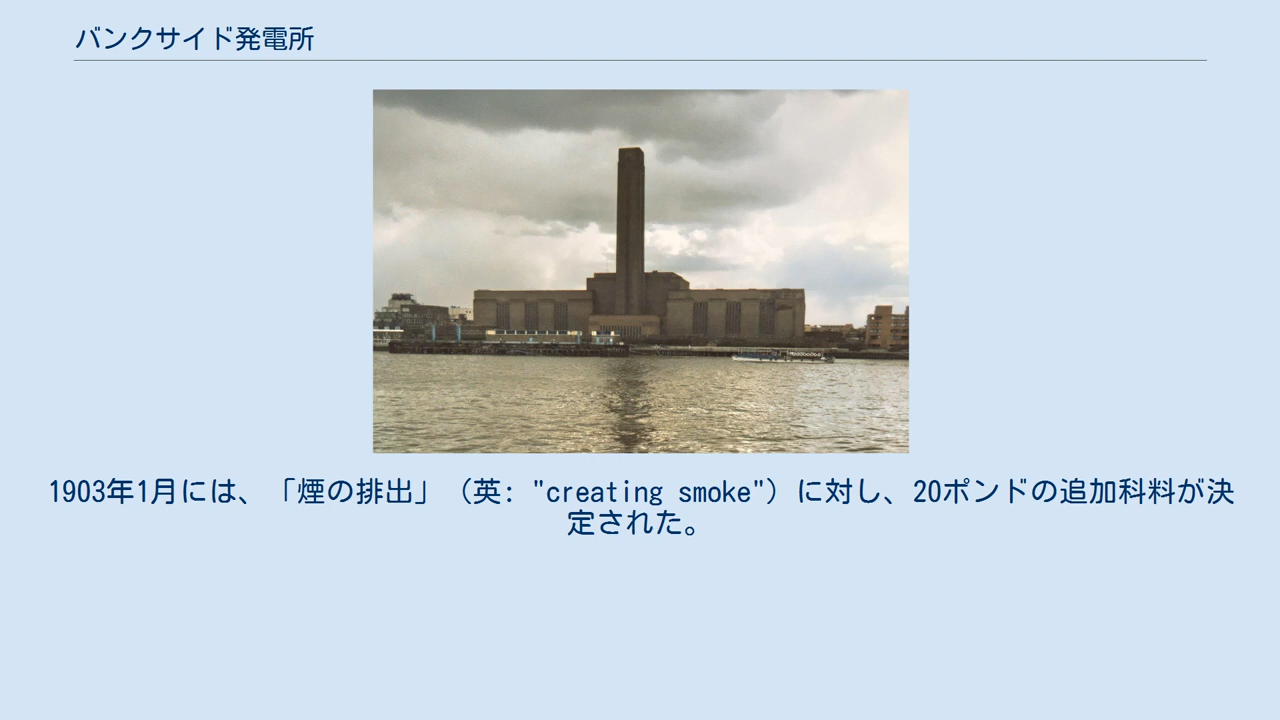 バンクサイド発電所
1903年1月には、「煙の排出」（英: "creating smoke"）に対し、20ポンドの追加科料が決
定された。